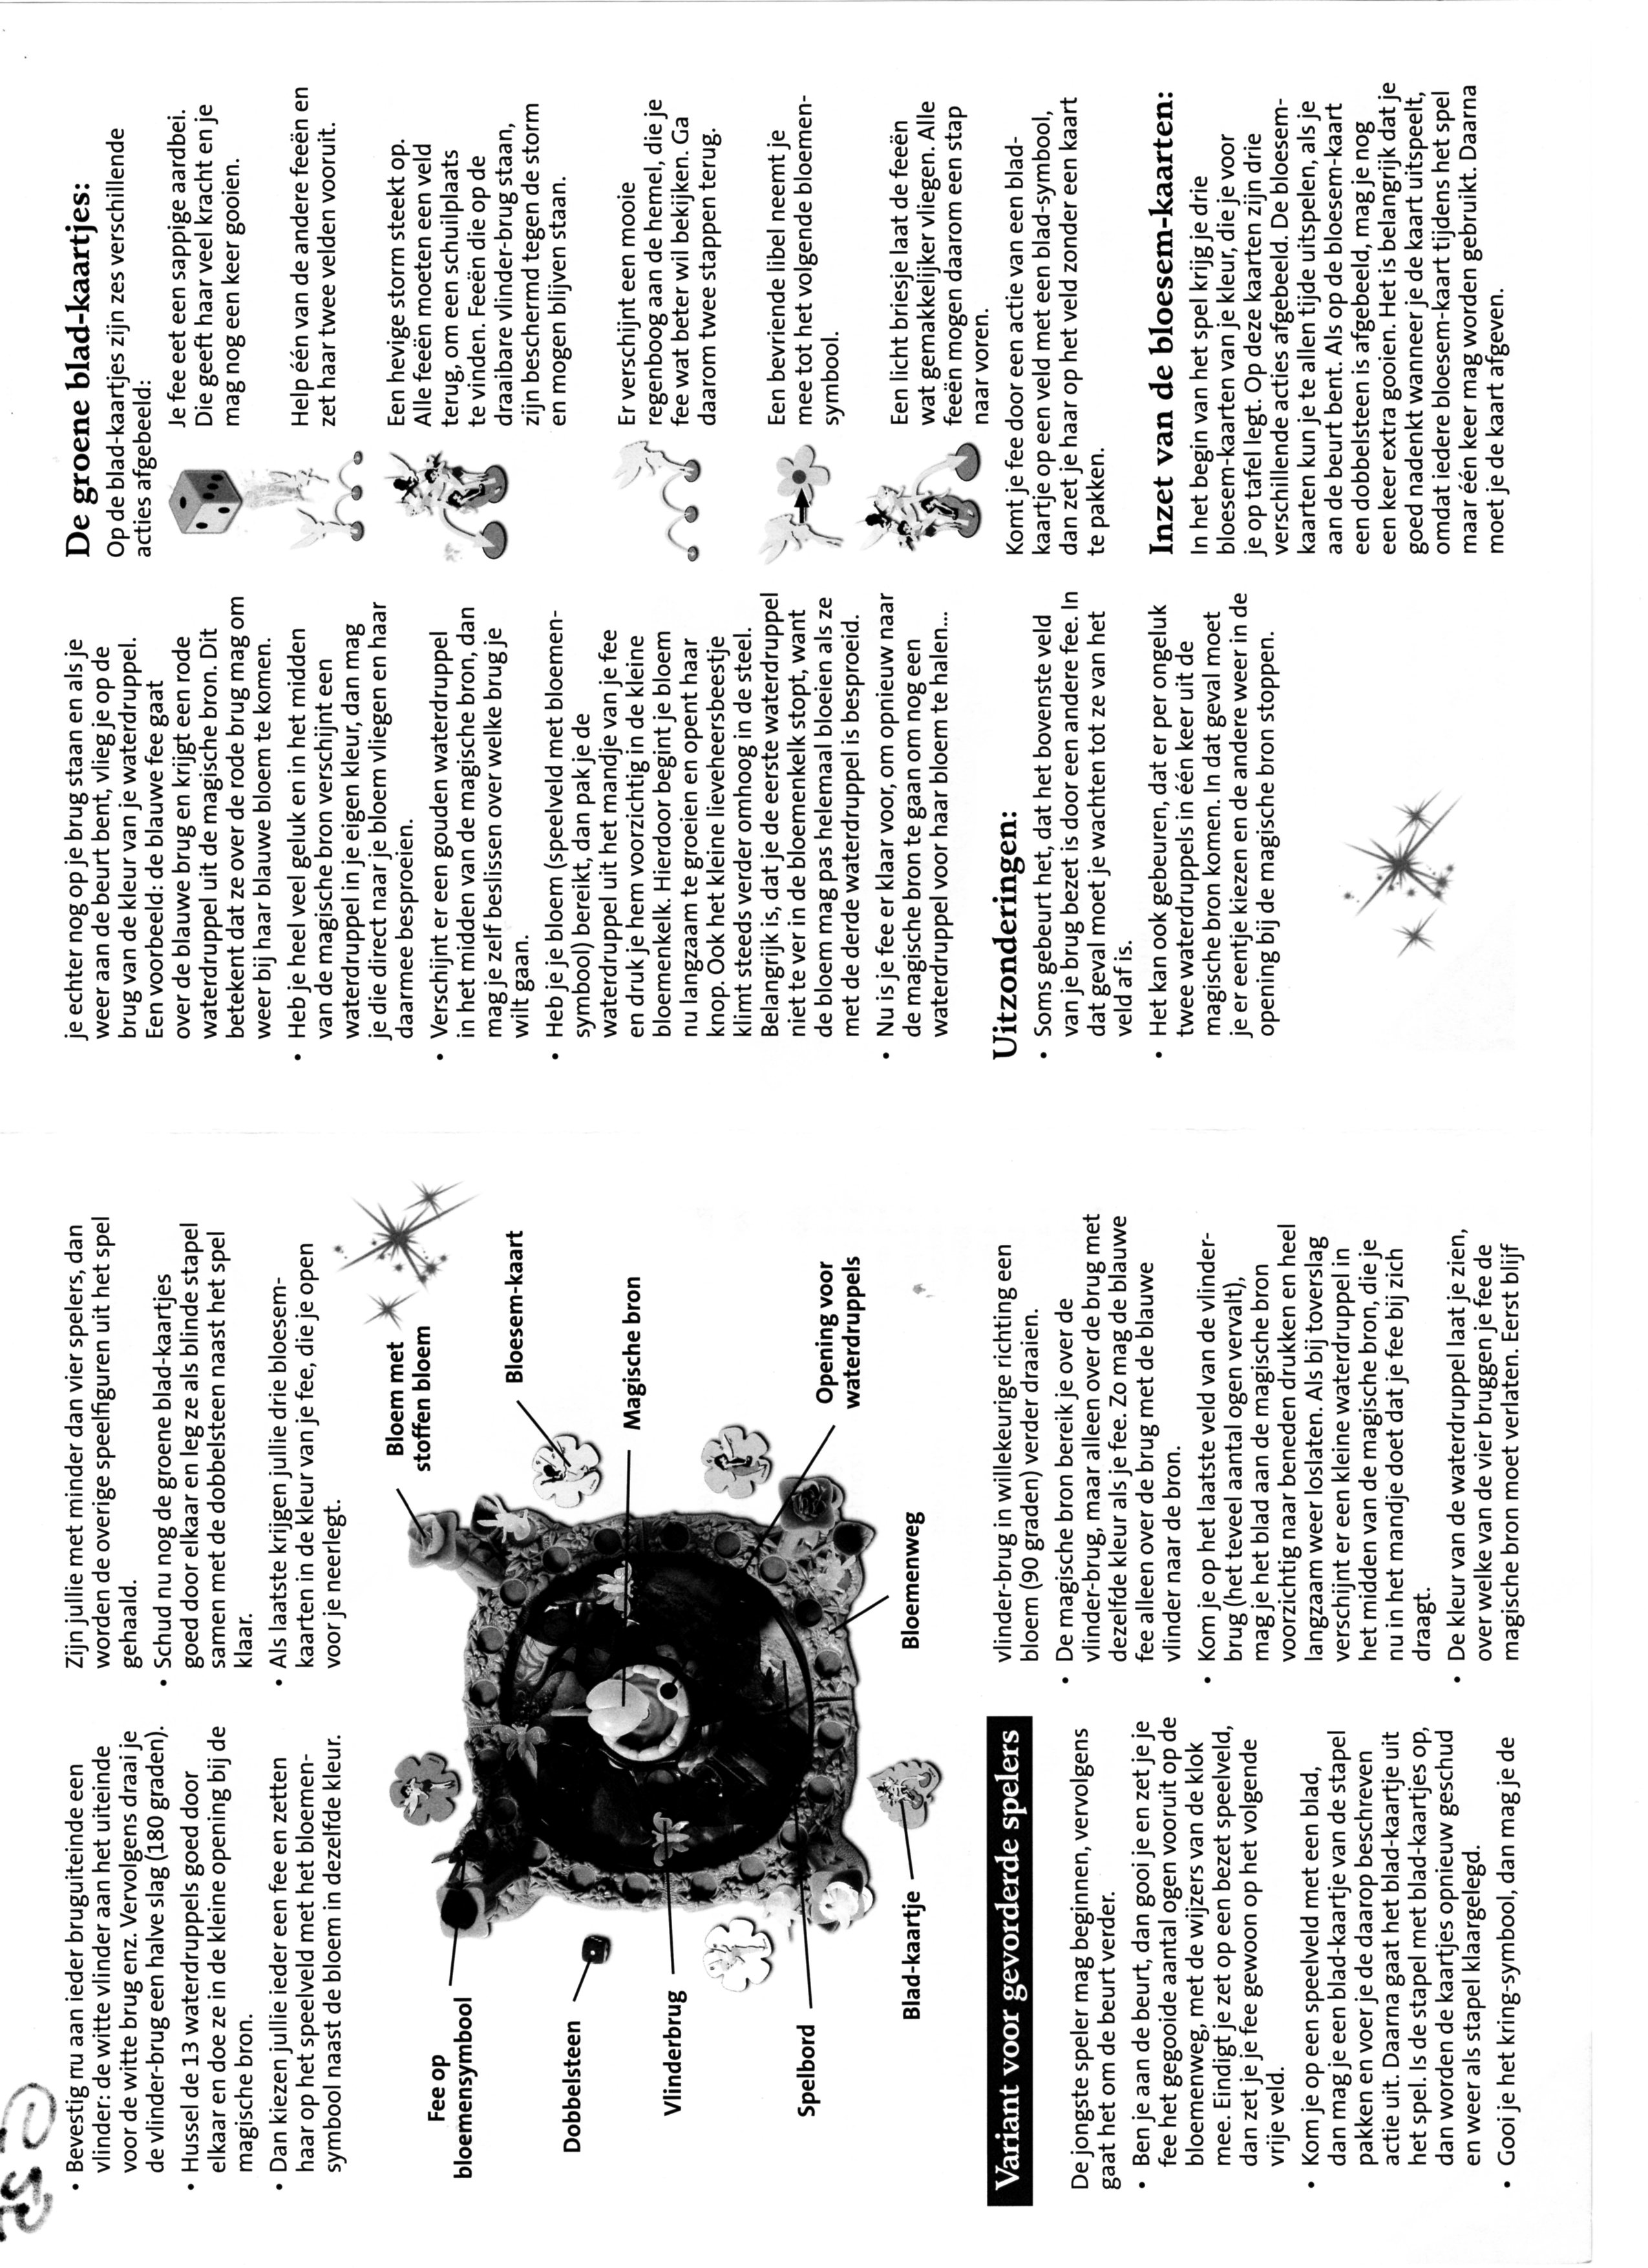 • Bevestig nu aan ieder bruguiteinde een
vlinder: de witte vlinder aan het uiteinde
voor de witte brug enz. Vervolgens draai je
de vlinder-brug een halve slag (180 graden).
• Hussel de 13 waterdruppels goed door
elkaar en doe ze in de kleine opening bij de
magische bron.
• Dan kiezen jullie ieder een fee en zetten
haar op het speelveld met het bloemen-
symbool naast de bloem in dezelfde kleur.
Zijn jullie met minder dan vier spelers, dan
worden de overige speelfiguren uit het spel
gehaald.
• Schud nu nog de groene blad-kaartjes
goed door elkaar en leg ze als blinde stapel
samen met de dobbelsteen naast het spel
klaar.
• Als laatste krijgen jullie drie bloesem-
kaarten in de kleur van je fee, die je open
voor je neerlegt.
Fee op
bloemensymbool
Dobbelsteen
Vlinderbrug
Spelbord
Blad-kaartje
Bloem met
stoffen bloem
Bloesem-kaart
Magische bron
Opening voor
waterdruppels
Bloemenweg
Variant voor gevorderde spelers
De jongste speler mag beginnen, vervolgens
gaat het om de beurt verder.
• Ben je aan de beurt, dan gooi je en zet je je
fee het gegooide aantal ogen vooruit op de
bloemenweg, met de wijzers van de klok
mee. Eindigt je zet op een bezet speelveld,
dan zet je je fee gewoon op het volgende
vrije veld.
• Kom je op een speelveld met een blad,
dan mag je een blad-kaartje van de stapel
pakken en voer je de daarop beschreven
actie uit. Daarna gaat het blad-kaartje uit
het spel. Is de stapel met blad-kaartjes op,
dan worden de kaartjes opnieuw geschud
en weer als stapel klaargelegd.
• Gooi je het kring-symbool, dan mag je de
vlinder-brug in willekeurige richting een
bloem (90 graden) verder draaien.
• De magische bron bereik je over de
vlinder-brug, maar alleen over de brug met
dezelfde kleur als je fee. Zo mag de blauwe
fee alleen over de brug met de blauwe
vlinder naar de bron.
• Kom je op het laatste veld van de vlinder-
brug (het teveel aantal ogen vervalt),
mag je het blad aan de magische bron
voorzichtig naar beneden drukken en heel
langzaam weer loslaten. Als bij toverslag
verschijnt er een kleine waterdruppel in
het midden van de magische bron, die je
nu in het mandje doet dat je fee bij zich
draagt.
• De kleur van de waterdruppel laat je zien,
over welke van de vier bruggen je fee de
magische bron moet verlaten. Eerst blijf
je echter nog op je brug staan en als je
weer aan de beurt bent, vlieg je op de
brug van de kleur van je waterdruppel.
Een voorbeeld: de blauwe fee gaat
over de blauwe brug en krijgt een rode
waterdruppel uit de magische bron. Dit
betekent dat ze over de rode brug mag om
weer bij haar blauwe bloem te komen.
• Heb je heel veel geluk en in het midden
van de magische bron verschijnt een
waterdruppel in je eigen kleur, dan mag
je die direct naar je bloem vliegen en haar
daarmee besproeien.
• Verschijnt er een gouden waterdruppel
in het midden van de magische bron, dan
mag je zelf beslissen over welke brug je
wilt gaan.
• Heb je je bloem (speelveld met bloemen-
symbool) bereikt, dan pak je de
waterdruppel uit het mandje van je fee
en druk je hem voorzichtig in de kleine
bloemenkelk. Hierdoor begint je bloem
nu langzaam te groeien en opent haar
knop. Ook het kleine lieveheersbeestje
klimt steeds verder omhoog in de steel.
Belangrijk is, dat je de eerste waterdruppel
niet te ver in de bloemenkelk stopt, want
de bloem mag pas helemaal bloeien als ze
met de derde waterdruppel is besproeid.
• Nu is je fee er klaar voor, om opnieuw naar
de magische bron te gaan om nog een
waterdruppel voor haar bloem te halen...
Uitzonderingen:
• Soms gebeurt het, dat het bovenste veld
van je brug bezet is door een andere fee. In
dat geval moet je wachten tot ze van het
veld af is.
• Het kan ook gebeuren, dat er per ongeluk
twee waterdruppels in één keer uit de
magische bron komen. In dat geval moet
je er eentje kiezen en de andere weer in de
opening bij de magische bron stoppen.
De groene blad-kaartjes:
Op de blad-kaartjes zijn zes verschillende
acties afgebeeld:
Je fee eet een sappige aardbei.
Die geeft haar veel kracht en je
mag nog een keer gooien.
Help één van de andere feeën en
zet haar twee velden vooruit.
Een hevige storm steekt op.
Alle feeën moeten een veld
terug, om een schuilplaats
te vinden. Feeën die op de
draaibare vlinder-brug staan,
zijn beschermd tegen de storm
en mogen blijven staan.
Er verschijnt een mooie
regenboog aan de hemel, die je
fee wat beter wil bekijken. Ga
daarom twee stappen terug.
Een bevriende libel neemt je
mee tot het volgende bloemen-
symbool.
Een licht briesje laat de feeën
wat gemakkelijker vliegen. Alle
feeën mogen daarom een stap
naar voren.
Komt je fee door een actie van een blad-
kaartje op een veld met een blad-symbool,
dan zet je haar op het veld zonder een kaart
te pakken.
Inzet van de bloesem-kaarten:
In het begin van het spel krijg je drie
bloesem-kaarten van je kleur, die je voor
je op tafel legt. Op deze kaarten zijn drie
verschillende acties afgebeeld. De bloesem-
kaarten kun je te allen tijde uitspelen, als je
aan de beurt bent. Als op de bloesem-kaart
een dobbelsteen is afgebeeld, mag je nog
een keer extra gooien. Het is belangrijk dat je
goed nadenkt wanneer je de kaart uitspeelt,
omdat iedere bloesem-kaart tijdens het spel
maar één keer mag worden gebruikt. Daarna
moet je de kaart afgeven.